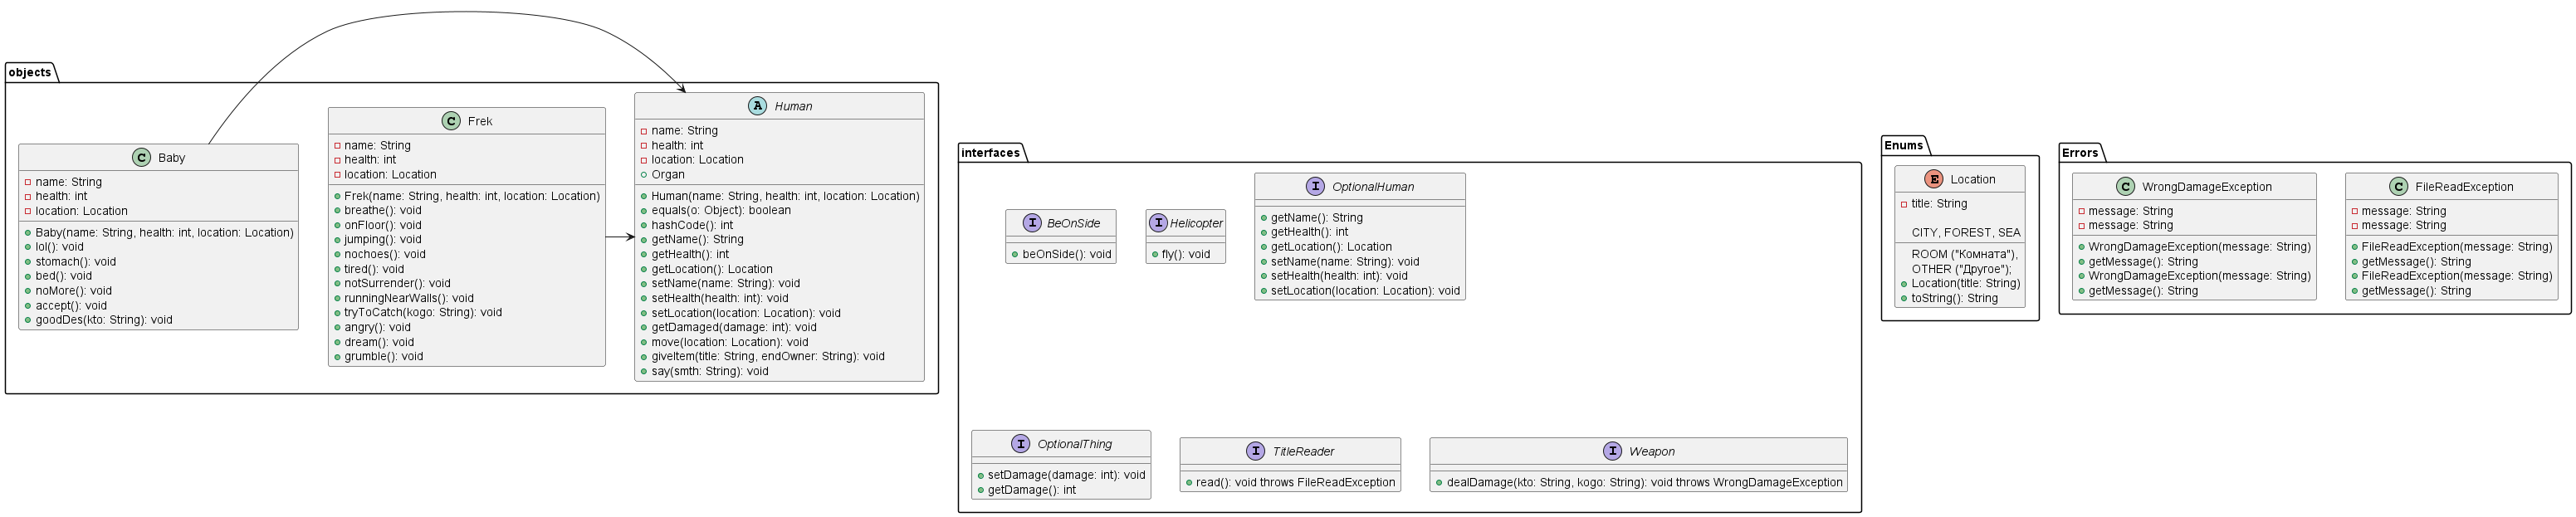 objects
Baby
name: String
health: int
location: Location
Baby(name: String, health: int, location: Location)
lol(): void
stomach(): void
bed(): void
noMore(): void
accept(): void
goodDes(kto: String): void
Frek
name: String
health: int
location: Location
Frek(name: String, health: int, location: Location)
breathe(): void
onFloor(): void
jumping(): void
nochoes(): void
tired(): void
notSurrender(): void
runningNearWalls(): void
tryToCatch(kogo: String): void
angry(): void
dream(): void
grumble(): void
A Human
name: String
health: int
location: Location
Organ
Human(name: String, health: int, location: Location)
equals(o: Object): boolean
hashCode(): int
getName(): String
getHealth(): int
getLocation(): Location
setName(name: String): void
setHealth(health: int): void
setLocation(location: Location): void
getDamaged(damage: int): void
move(location: Location): void
giveItem(title: String, endOwner: String): void
say(smth: String): void
interfaces
I BeOnSide
beOnSide(): void
I Helicopter
fly(): void
I OptionalHuman
getName(): String
getHealth(): int
getLocation(): Location
setName(name: String): void
setHealth(health: int): void
setLocation(location: Location): void
I OptionalThing
setDamage(damage: int): void
getDamage(): int
I TitleReader
read(): void throws FileReadException
I Weapon
dealDamage(kto: String, kogo: String): void throws WrongDamageException
Enums
E Location
title: String
CITY, FOREST, SEA
ROOM ("Комната"),
OTHER ("Другое");
Location(title: String)
toString(): String
Errors
C WrongDamageException
message: String
message: String
WrongDamageException(message: String)
getMessage(): String
WrongDamageException(message: String)
getMessage(): String
C FileReadException
message: String
message: String
FileReadException(message: String)
getMessage(): String
FileReadException(message: String)
getMessage(): String